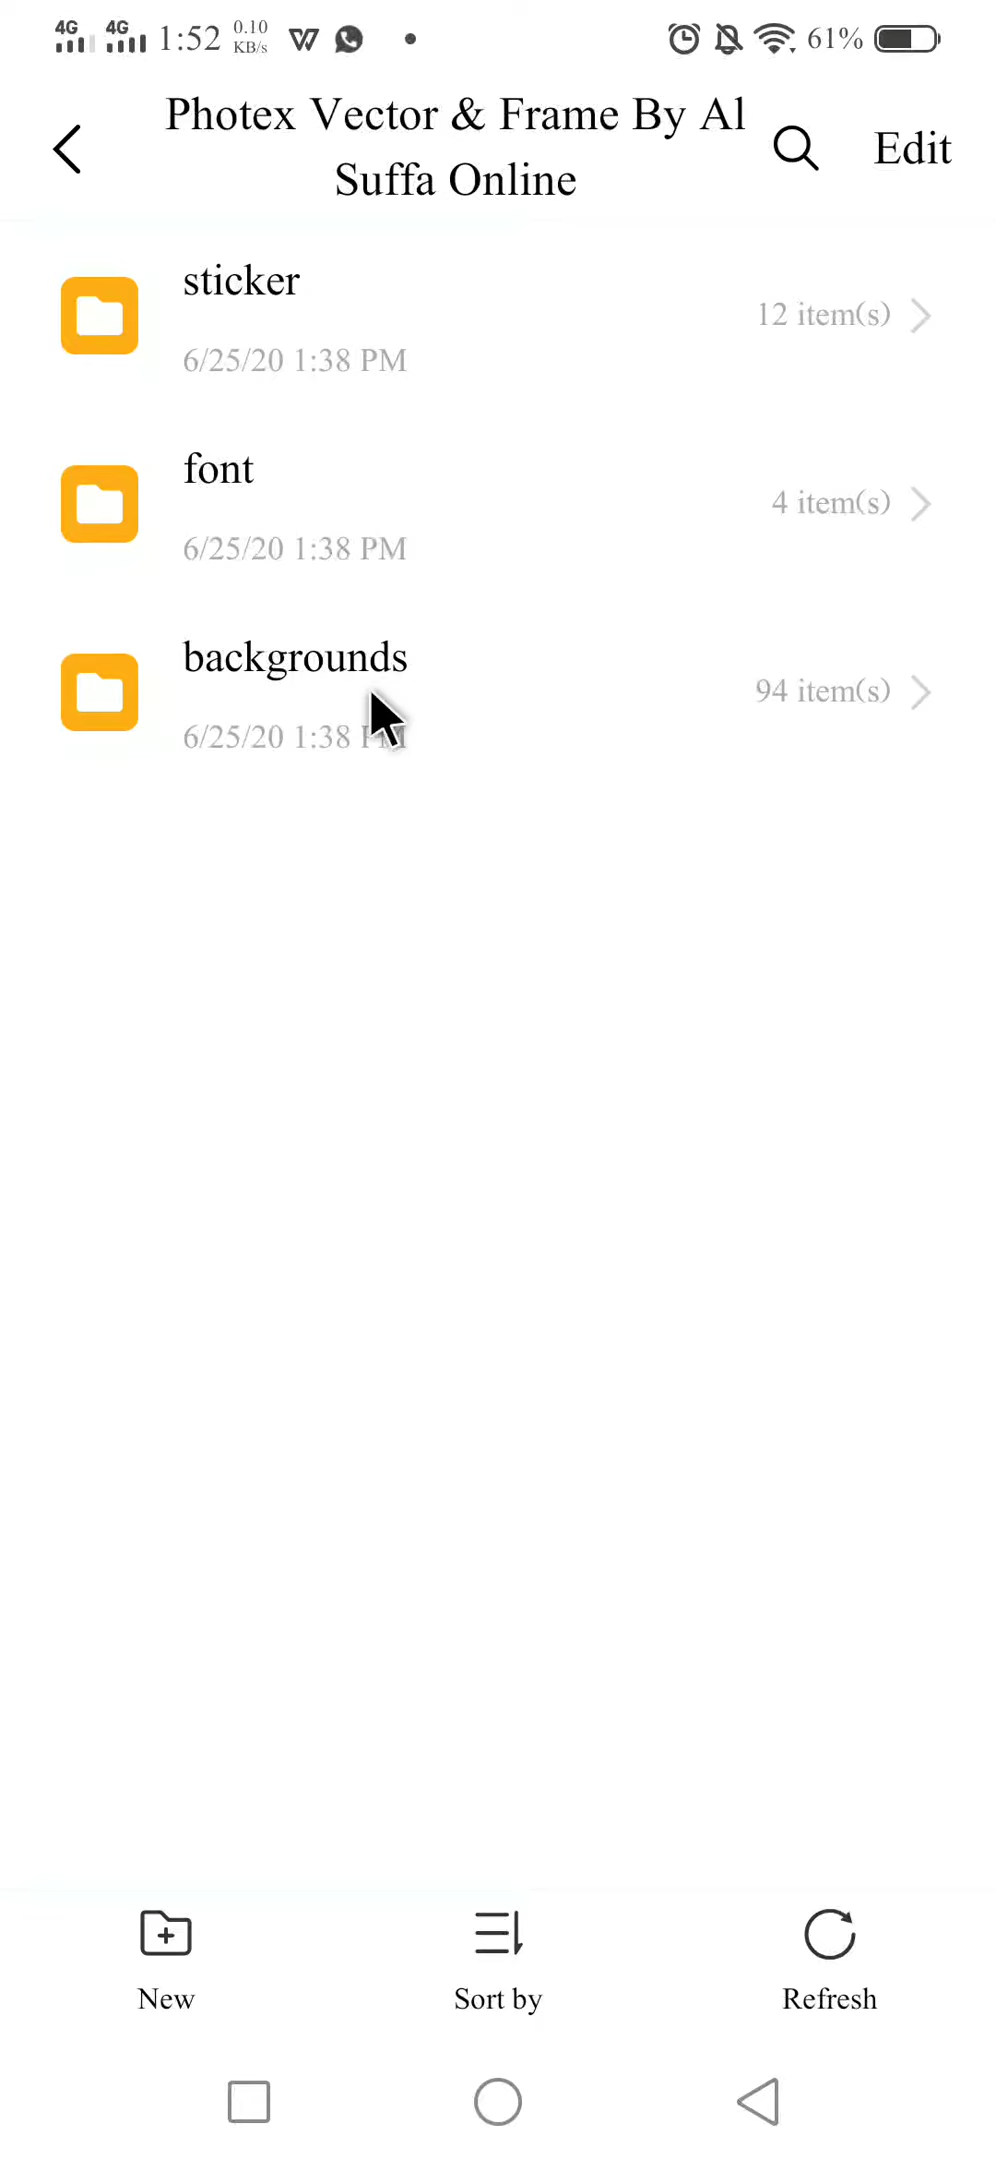 4G 4G 1:52 0.10 KB/s 61%
Photex Vector & Frame By Al
Suffa Online
Edit
sticker
12 item(s)
6/25/20 1:38 PM
font
4 item(s)
6/25/20 1:38 PM
backgrounds
94 item(s)
6/25/20 1:38 PM
New
Sort by
Refresh